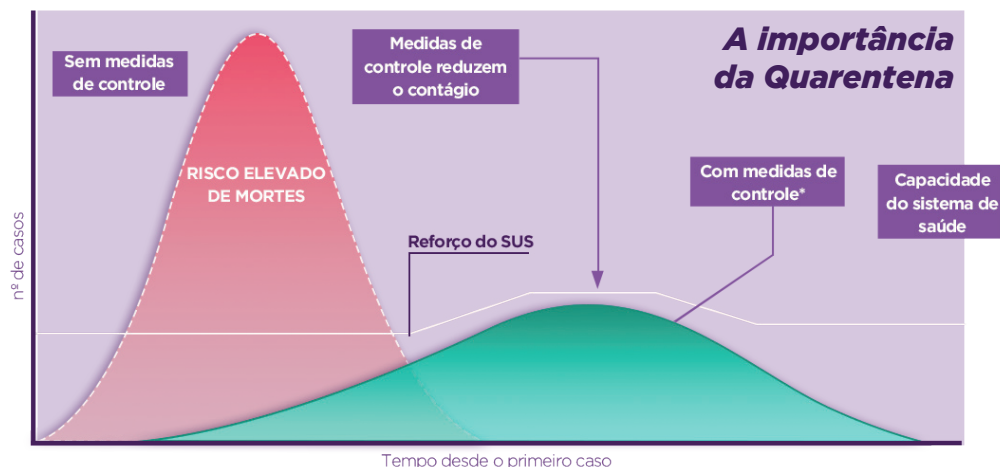 A importância
da Quarentena
Sem medidas
de controle
Medidas de
controle reduzem
o contágio
RISCO ELEVADO
DE MORTES
Com medidas de
controle*
Capacidade
do sistema de
saúde
Reforço do SUS
nº de casos
Tempo desde o primeiro caso